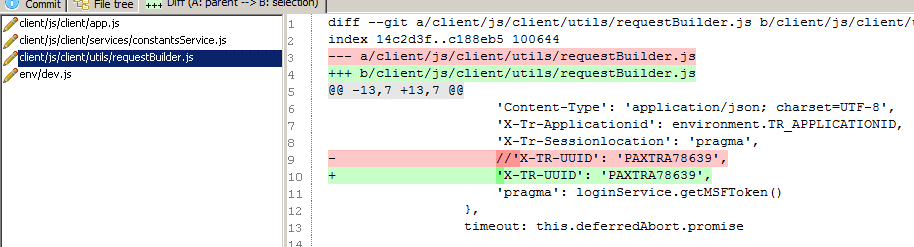 Commit File tree Diff (A: parent --> B: selection)
client/js/client/app.js
client/js/client/services/constantsService.js
client/js/client/utils/requestBuilder.js
env/dev.js
1 diff --git a/client/js/client/utils/requestBuilder.js b/client/js/client/
2 index 14c2d3f..c188eb5 100644
3 --- a/client/js/client/utils/requestBuilder.js
4 +++ b/client/js/client/utils/requestBuilder.js
5 @@ -13,7 +13,7 @@
6 'Content-Type': 'application/json; charset=UTF-8',
7 'X-Tr-Applicationid': environment.TR_APPLICATIONID,
8 'X-Tr-Sessionlocation': 'pragma',
9 - //'X-TR-UUID': 'PAXTRA78639',
10 + 'X-TR-UUID': 'PAXTRA78639',
11 'pragma': loginService.getMSFToken()
12 },
13 timeout: this.deferredAbort.promise
14